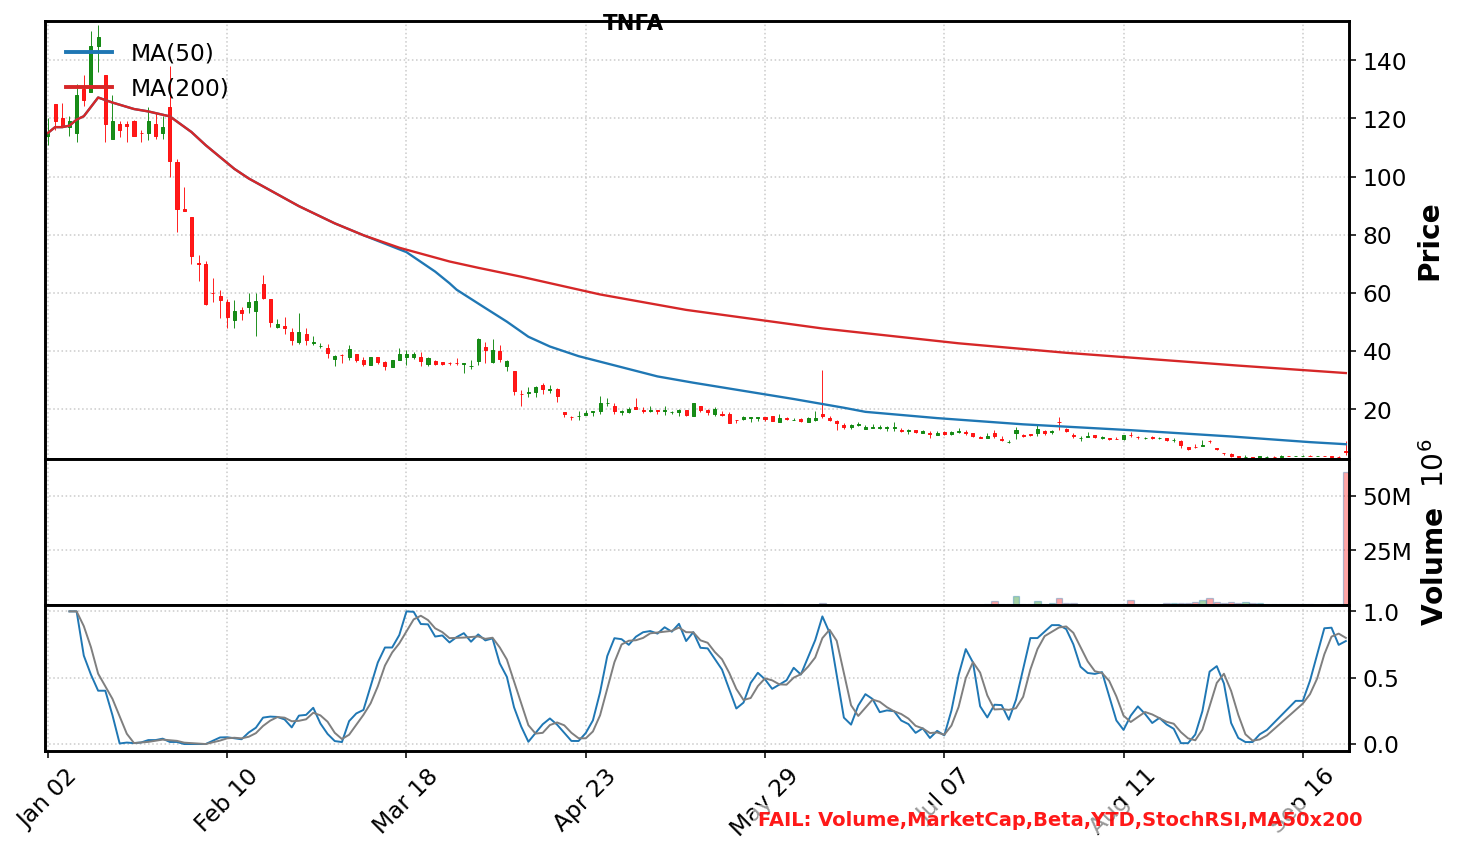 TNFA
MA(50)
MA(200)
140
120
100
80
60
40
20
Price
50M
25M
Volume 10^6
1.0
0.5
0.0
Jan 02
Feb 10
Mar 18
Apr 23
May 29
Jul 07
Aug 11
Sep 16
FAIL: Volume,MarketCap,Beta,YTD,StochRSI,MA50x200